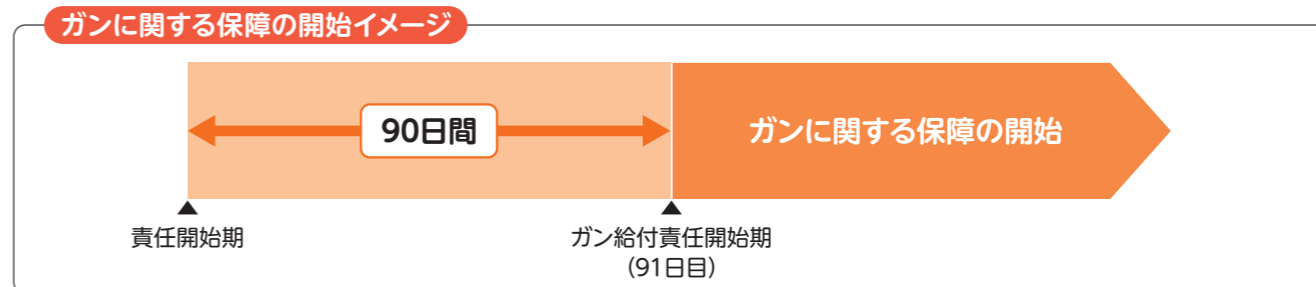 ガンに関する保障の開始イメージ
90日間
ガンに関する保障の開始
責任開始期
ガン給付責任開始期
(91日目)